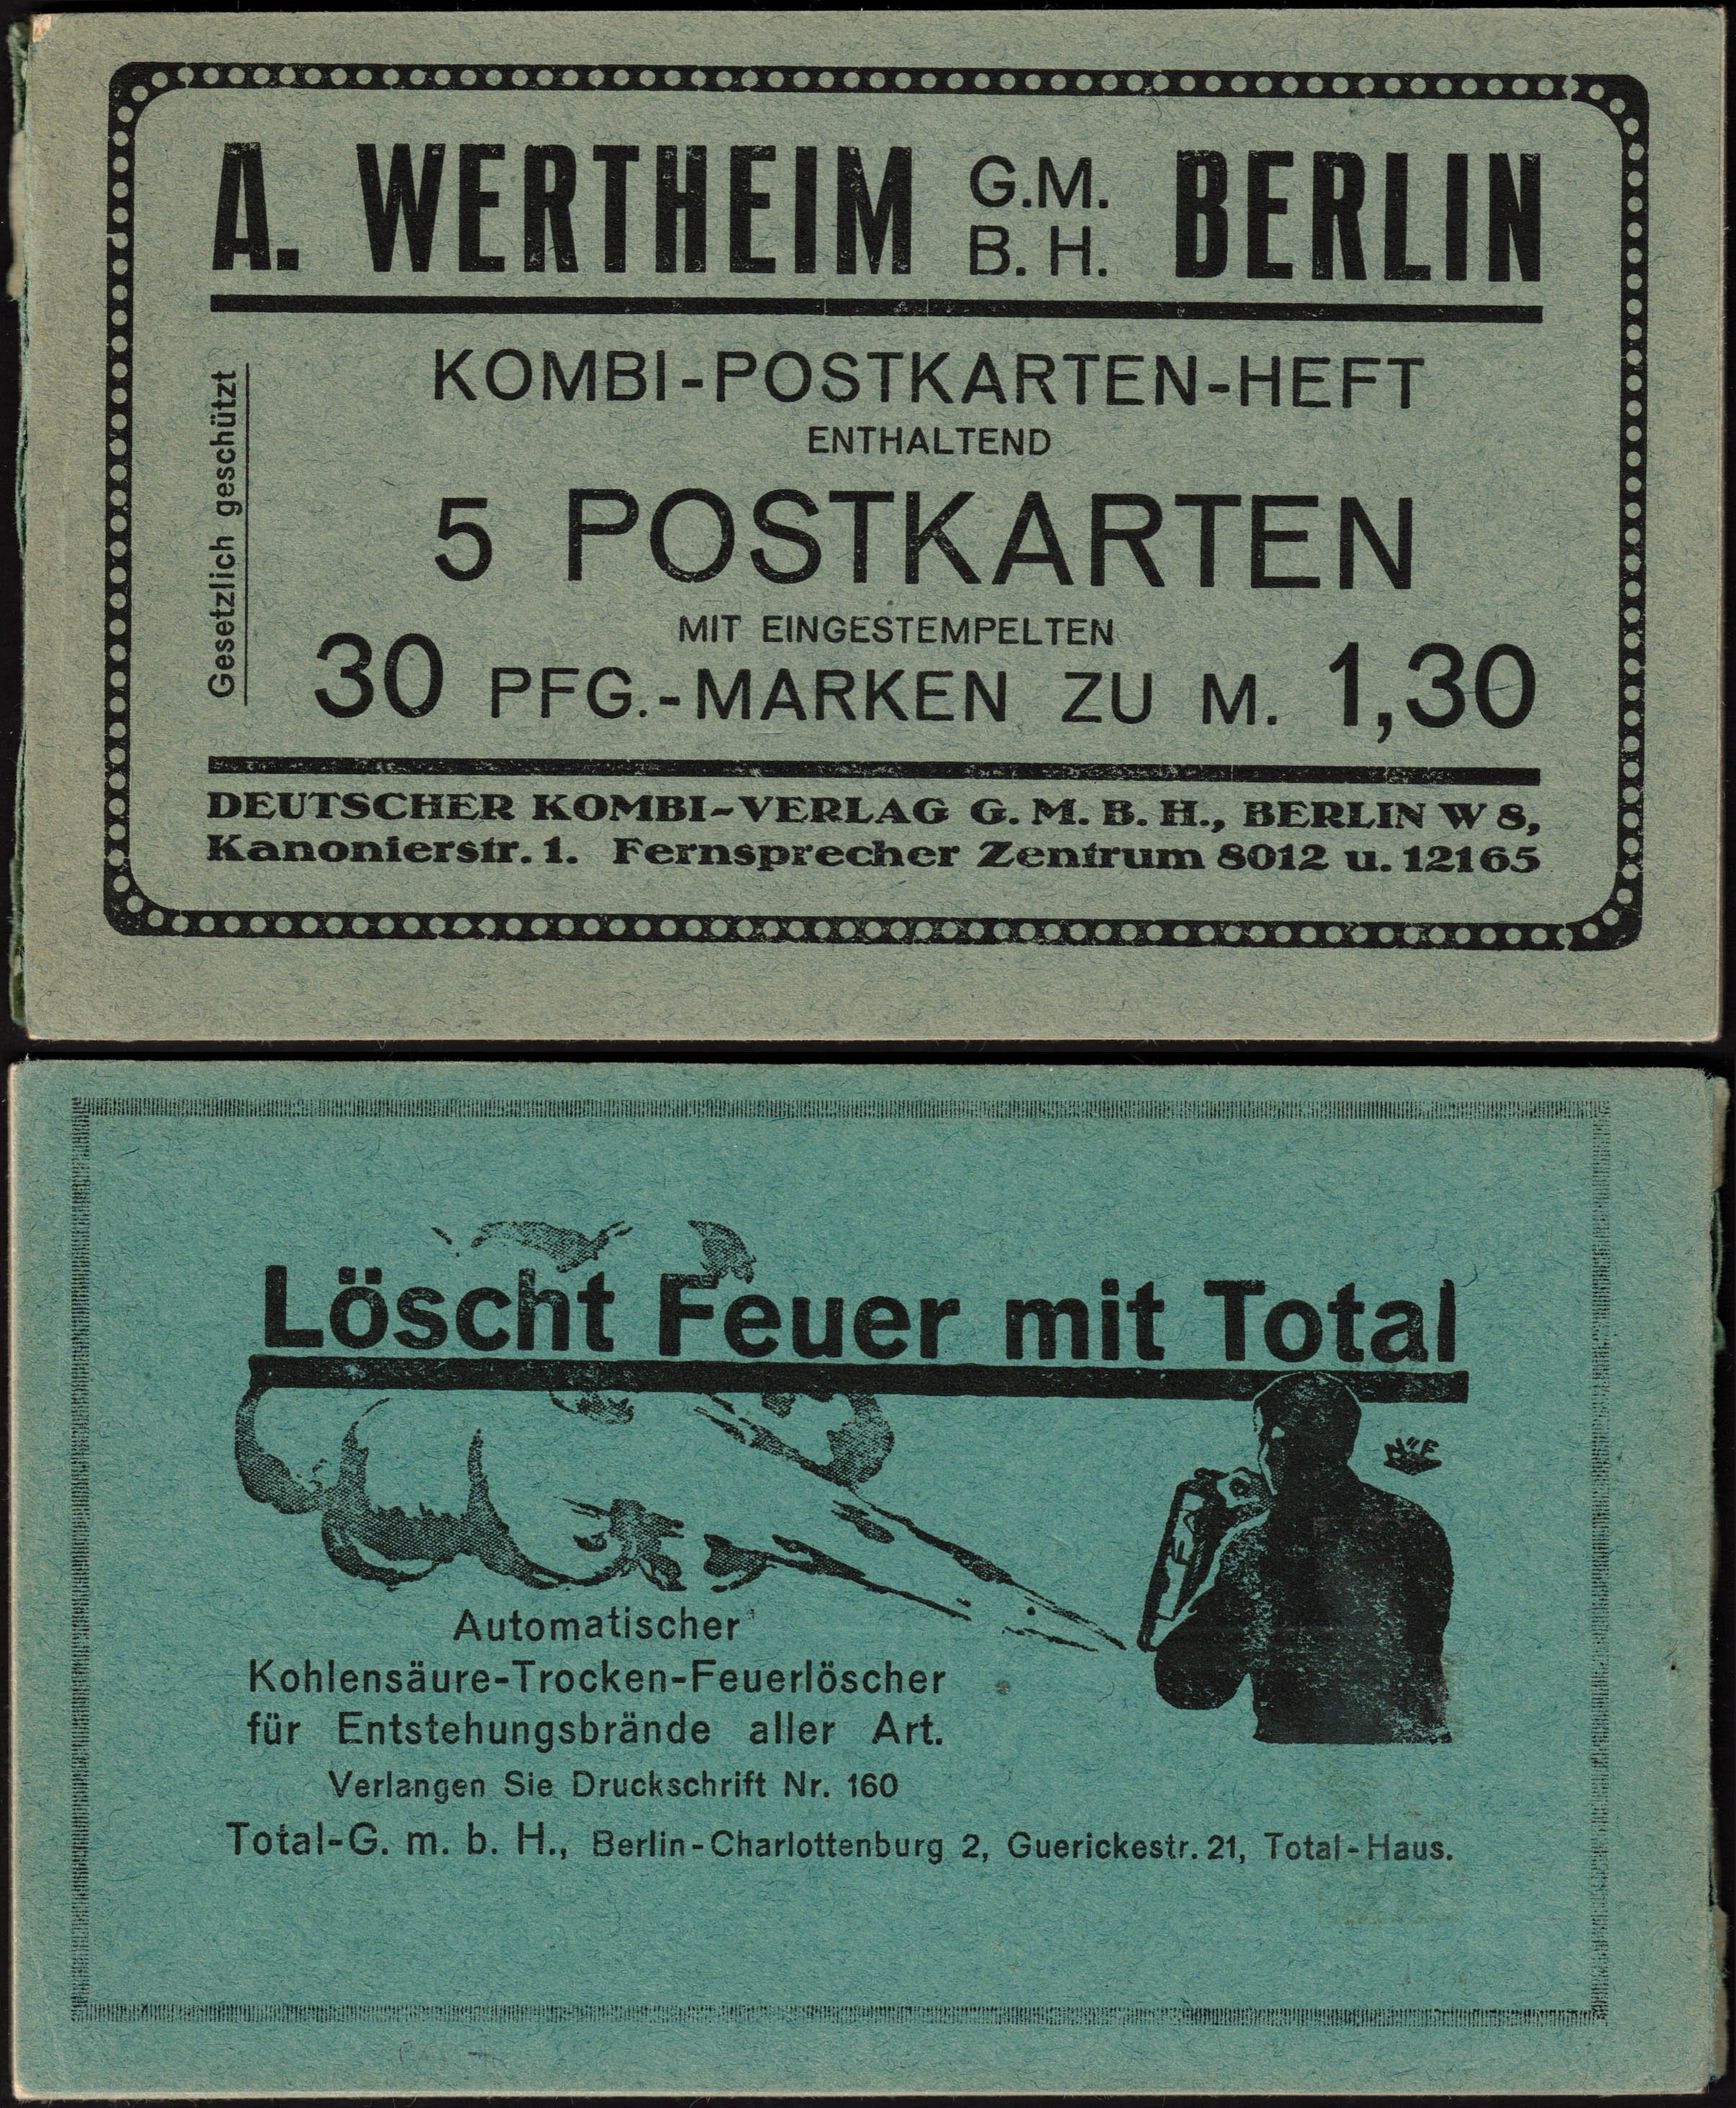 A. WERTHEIM G.M.B.H. BERLIN
KOMBI-POSTKARTEN-HEFT
ENTHALTEND
5 POSTKARTEN
MIT EINGESTEMPELTEN
30 PFG.-MARKEN ZU M. 1,30
Gesetzlich geschützt
DEUTSCHER KOMBI-VERLAG G. M. B. H., BERLIN W 8,
Kanonierstr. 1. Fernsprecher Zentrum 8012 u. 12165
Löscht Feuer mit Total
Automatischer
Kohlensäure-Trocken-Feuerlöscher
für Entstehungsbrände aller Art.
Verlangen Sie Druckschrift Nr. 160
Total-G. m. b. H., Berlin-Charlottenburg 2, Guerickestr. 21, Total-Haus.